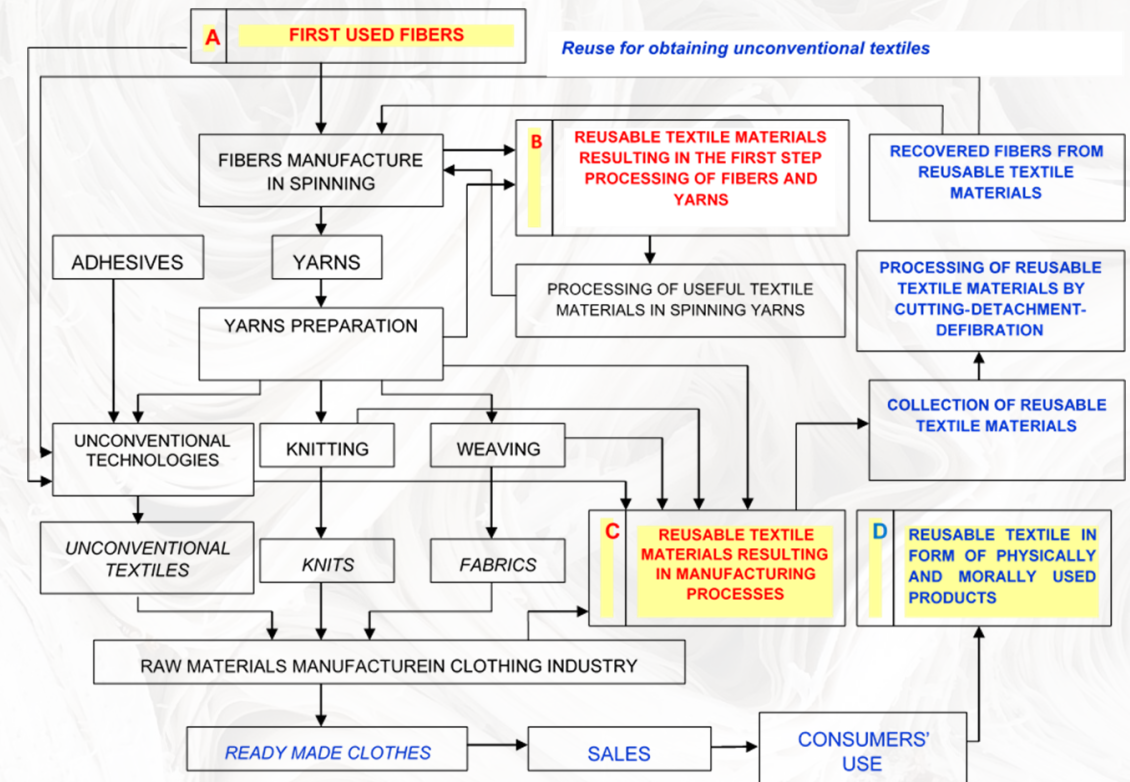 A
FIRST USED FIBERS
Reuse for obtaining unconventional textiles
FIBERS MANUFACTURE
IN SPINNING
B
REUSABLE TEXTILE MATERIALS
RESULTING IN THE FIRST STEP
PROCESSING OF FIBERS AND
YARNS
RECOVERED FIBERS FROM
REUSABLE TEXTILE
MATERIALS
ADHESIVES
YARNS
PROCESSING OF USEFUL TEXTILE
MATERIALS IN SPINNING YARNS
PROCESSING OF REUSABLE
TEXTILE MATERIALS BY
CUTTING-DETACHMENT-
DEFIBRATION
YARNS PREPARATION
COLLECTION OF REUSABLE
TEXTILE MATERIALS
UNCONVENTIONAL
TECHNOLOGIES
KNITTING
WEAVING
UNCONVENTIONAL
TEXTILES
KNITS
FABRICS
C
REUSABLE TEXTILE
MATERIALS RESULTING
IN MANUFACTURING
PROCESSES
D
REUSABLE TEXTILE IN
FORM OF PHYSICALLY
AND MORALLY USED
PRODUCTS
RAW MATERIALS MANUFACTUREIN CLOTHING INDUSTRY
READY MADE CLOTHES
SALES
CONSUMERS'
USE